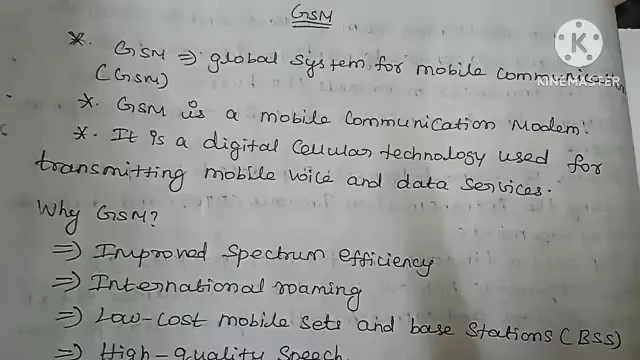 GSM
*. GSM => global system for mobile communication
(GSM)
*. GSM is a mobile communication Modem.
*. It is a digital cellular technology used for
transmitting mobile voice and data services.
Why GSM?
=> Improved spectrum efficiency
=> International roaming
=> Low-cost mobile sets and base stations (BSS)
=> High-quality speech.
KINEMASTER